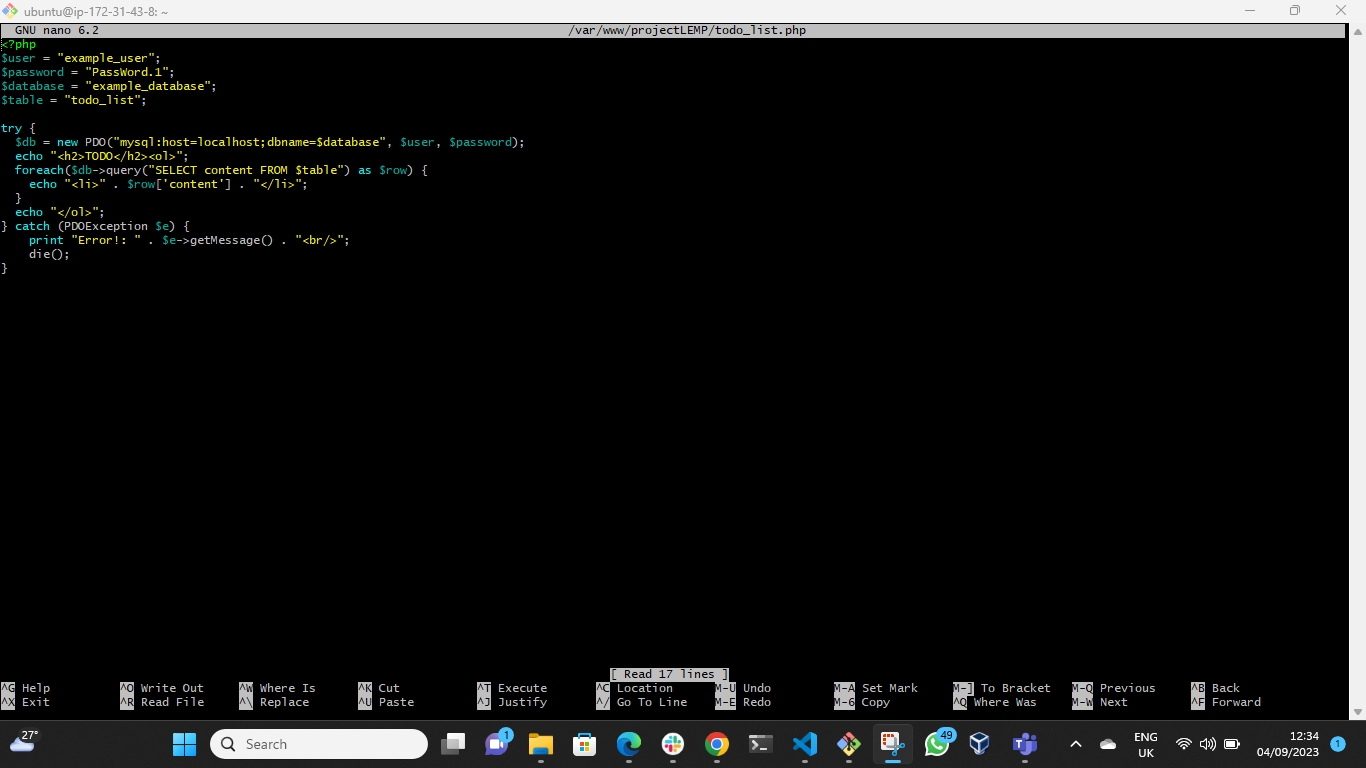 ubuntu@ip-172-31-43-8: ~
GNU nano 6.2 /var/www/projectLEMP/todo_list.php
<?php
$user = "example_user";
$password = "PassWord.1";
$database = "example_database";
$table = "todo_list";
try {
  $db = new PDO("mysql:host=localhost;dbname=$database", $user, $password);
  echo "<h2>TODO</h2><ol>";
  foreach($db->query("SELECT content FROM $table") as $row) {
    echo "<li>" . $row['content'] . "</li>";
  }
  echo "</ol>";
} catch (PDOException $e) {
    print "Error!: " . $e->getMessage() . "<br/>";
    die();
}
[ Read 17 lines ]
^G Help ^O Write Out ^W Where Is ^K Cut ^T Execute ^C Location M-U Undo M-A Set Mark M-] To Bracket M-Q Previous ^B Back
^X Exit ^R Read File ^\ Replace ^U Paste ^J Justify ^/ Go To Line M-E Redo M-6 Copy ^Q Where Was M-W Next ^F Forward
27°
Search
1
49
ENG
UK
12:34
04/09/2023
1